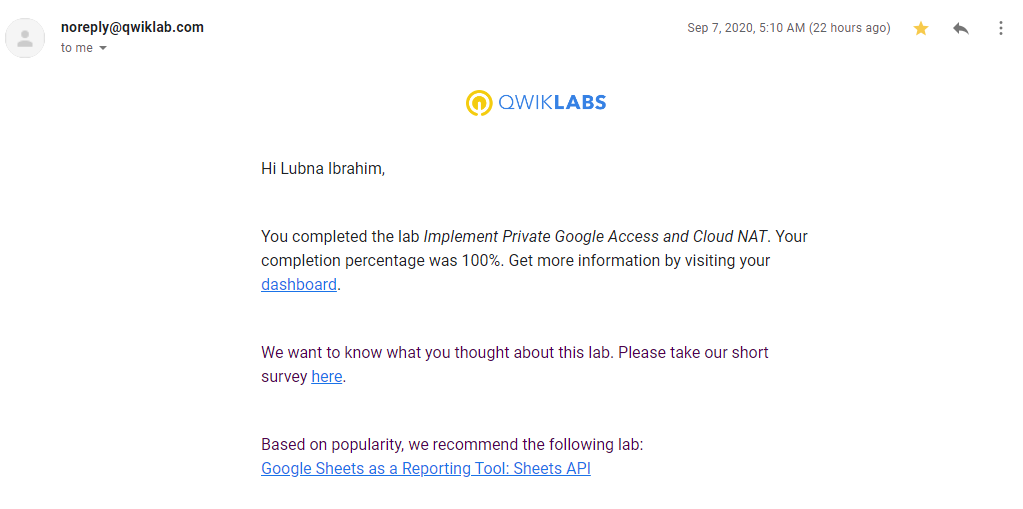 noreply@qwiklab.com
Sep 7, 2020, 5:10 AM (22 hours ago)
to me
QWIKLABS
Hi Lubna Ibrahim,
You completed the lab Implement Private Google Access and Cloud NAT. Your
completion percentage was 100%. Get more information by visiting your
dashboard.
We want to know what you thought about this lab. Please take our short
survey here.
Based on popularity, we recommend the following lab:
Google Sheets as a Reporting Tool: Sheets API